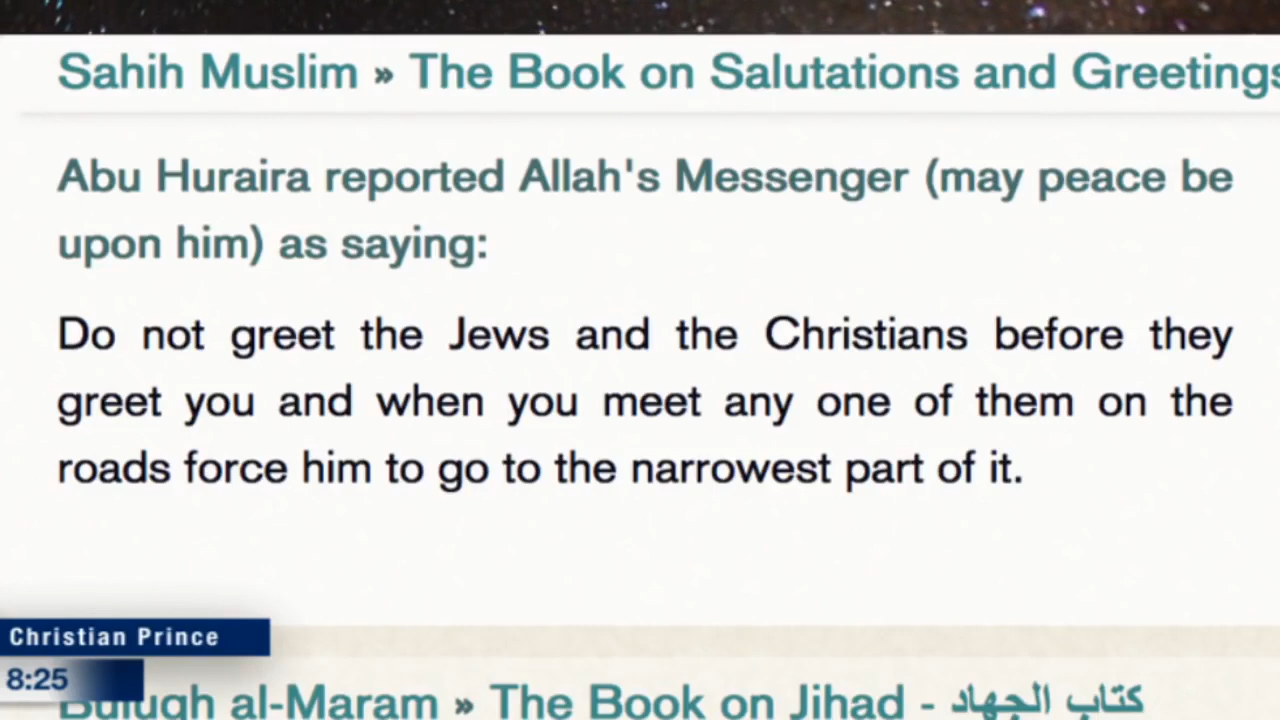 Sahih Muslim » The Book on Salutations and Greetings
Abu Huraira reported Allah's Messenger (may peace be
upon him) as saying:
Do not greet the Jews and the Christians before they
greet you and when you meet any one of them on the
roads force him to go to the narrowest part of it.
Christian Prince
8:25
Bulugh al-Maram » The Book on Jihad - كتاب الجهاد